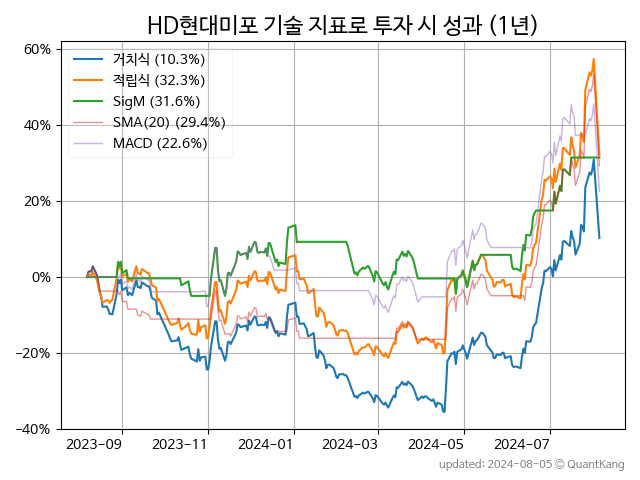 HD현대미포 기술 지표로 투자 시 성과 (1년)
60%
40%
20%
0%
−20%
−40%
거치식 (10.3%)
적립식 (32.3%)
SigM (31.6%)
SMA(20) (29.4%)
MACD (22.6%)
2023-09
2023-11
2024-01
2024-03
2024-05
2024-07
updated: 2024-08-05 © QuantKang